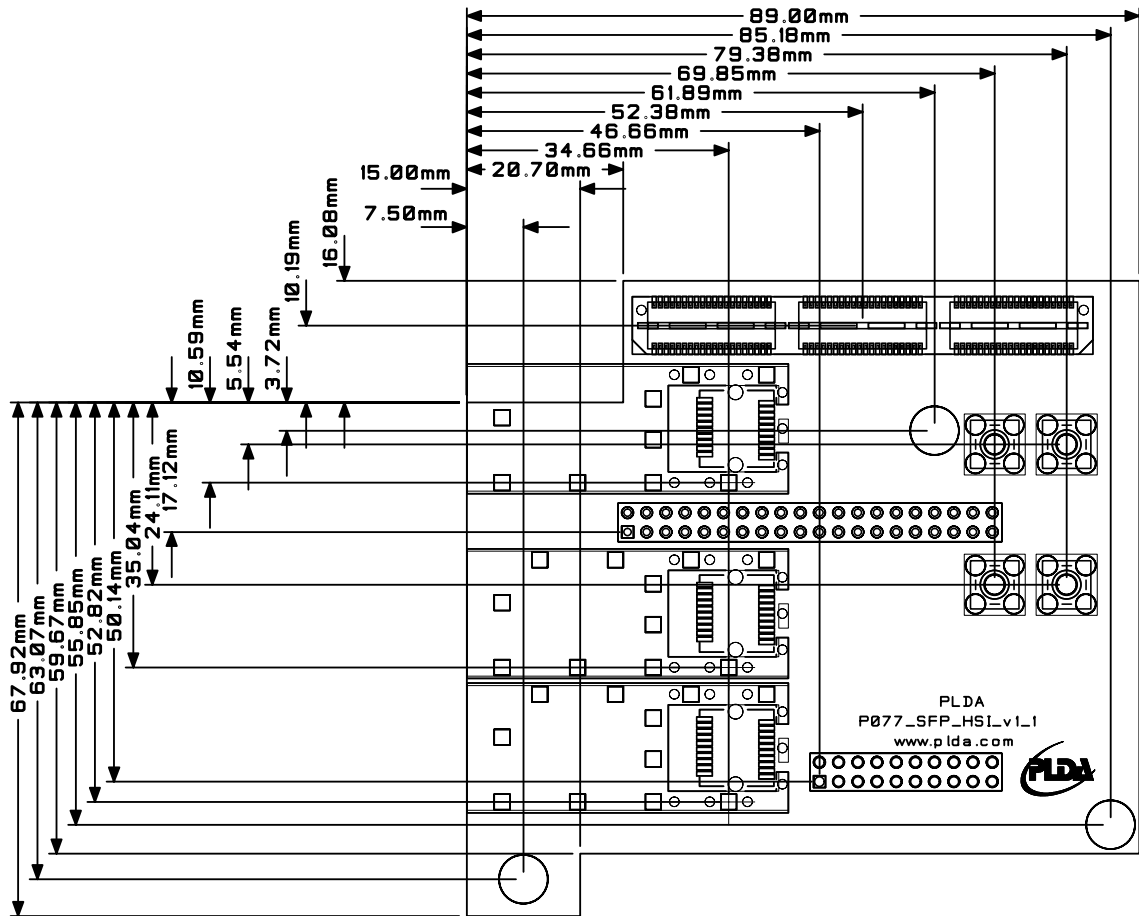 89.00mm
85.18mm
79.38mm
69.85mm
61.89mm
52.38mm
46.66mm
34.66mm
15.00mm
20.70mm
7.50mm
16.08mm
10.19mm
3.72mm
5.54mm
10.59mm
17.12mm
24.11mm
35.04mm
50.14mm
52.82mm
55.85mm
59.67mm
63.07mm
67.92mm
PLDA
P077_SFP_HSI_v1_1
www.plda.com
PLDA